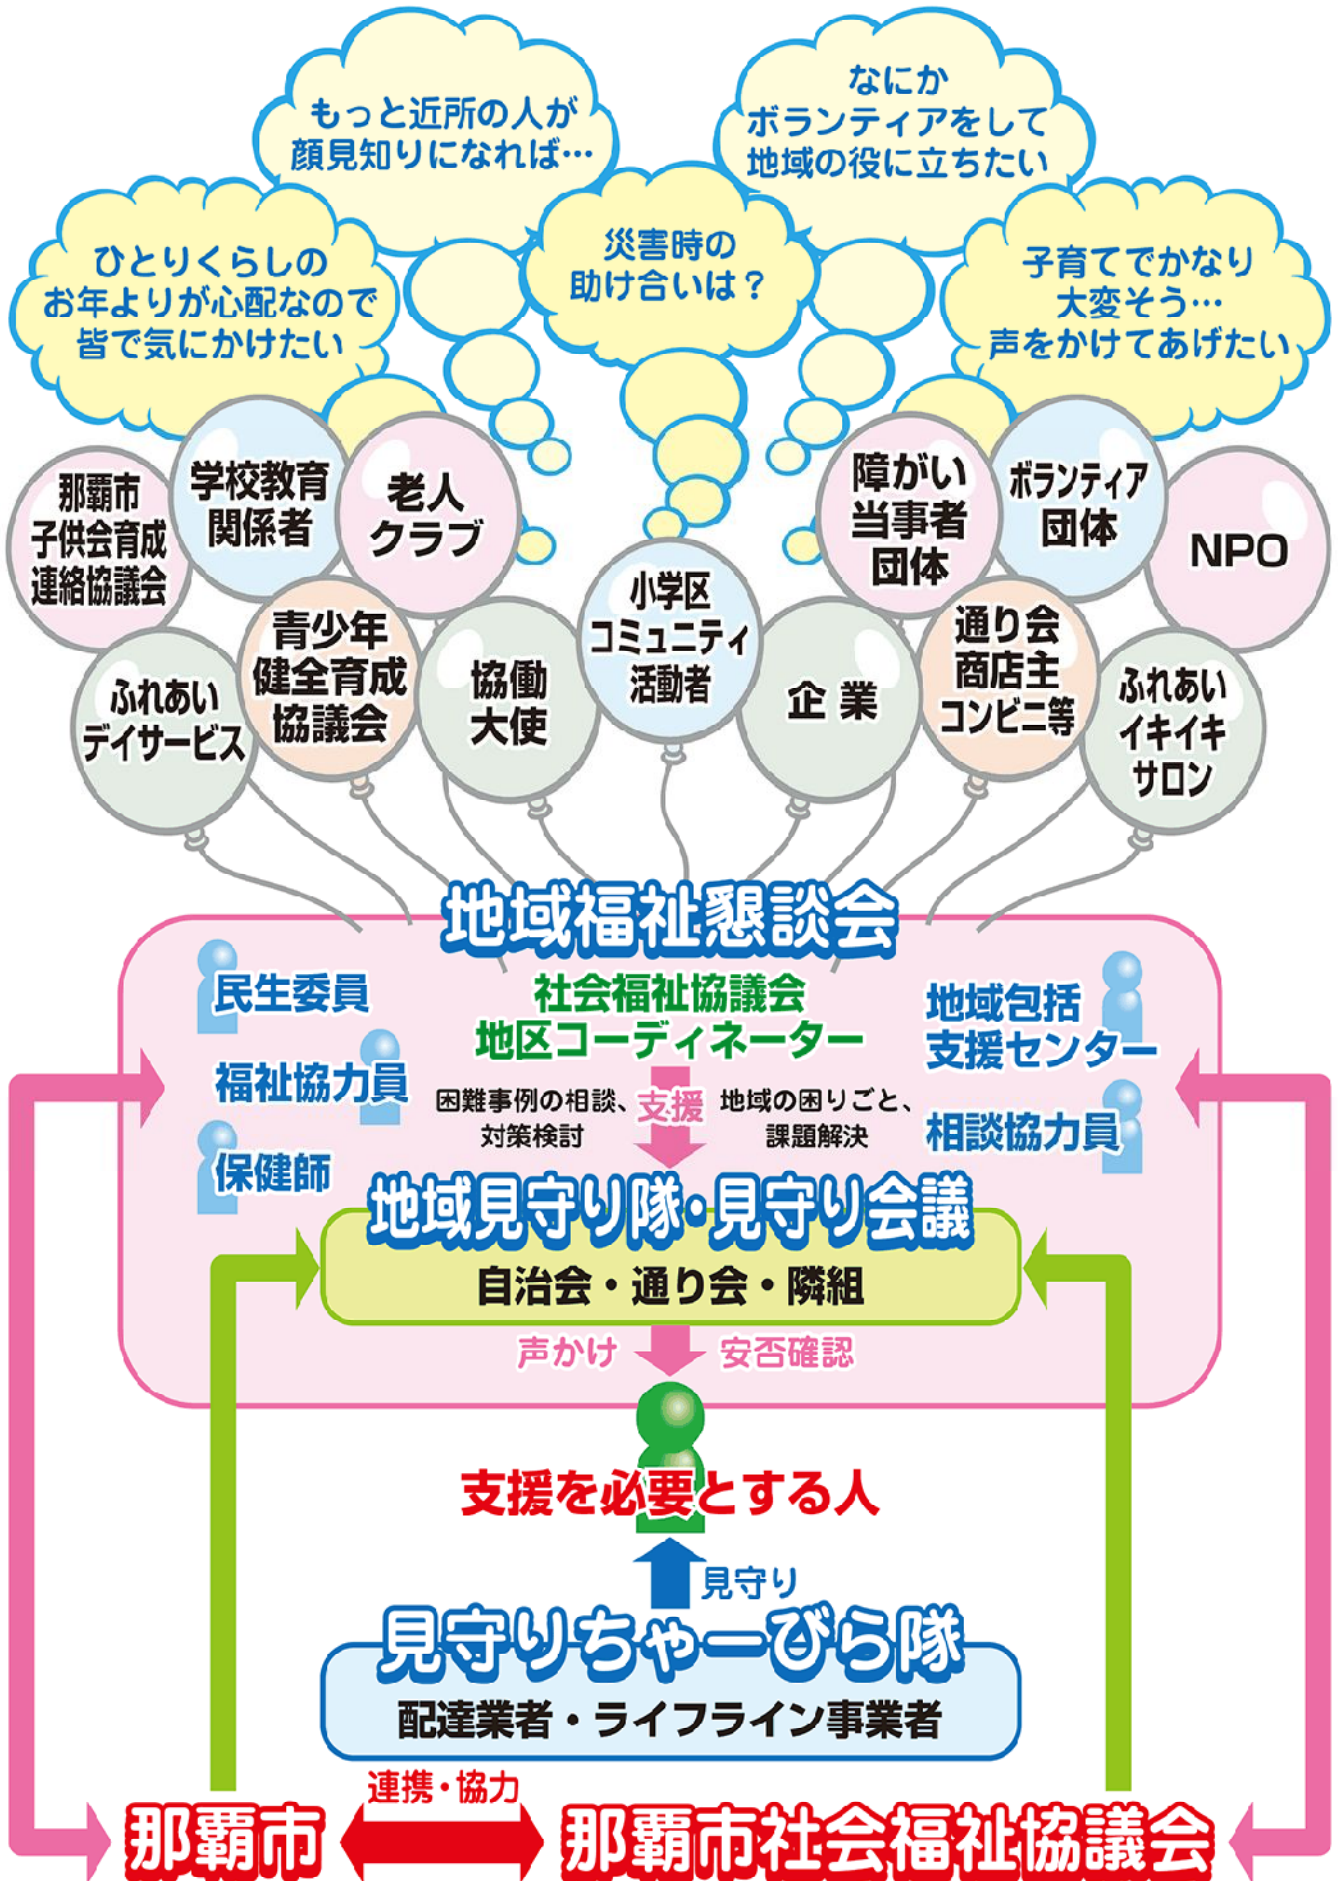 もっと近所の人が
顔見知りになれば…
なにか
ボランティアをして
地域の役に立ちたい
ひとりくらしの
お年よりが心配なので
皆で気にかけたい
災害時の
助け合いは？
子育てでかなり
大変そう…
声をかけてあげたい
那覇市
子供会育成
連絡協議会
学校教育
関係者
老人
クラブ
障がい
当事者
団体
ボランティア
団体
NPO
ふれあい
デイサービス
青少年
健全育成
協議会
協働
大使
小学区
コミュニティ
活動者
企業
通り会
商店主
コンビニ等
ふれあい
イキイキ
サロン
地域福祉懇談会
民生委員
福祉協力員
保健師
社会福祉協議会
地区コーディネーター
困難事例の相談、
対策検討
支援
地域の困りごと、
課題解決
地域包括
支援センター
相談協力員
地域見守り隊・見守り会議
自治会・通り会・隣組
声かけ
安否確認
支援を必要とする人
見守り
見守りちゃーびら隊
配達業者・ライフライン事業者
連携・協力
那覇市
那覇市社会福祉協議会